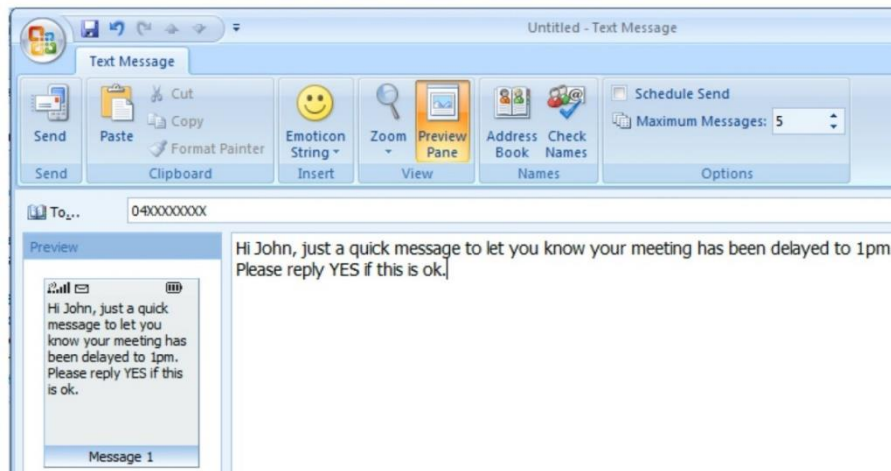 Untitled - Text Message
Text Message
Send
Paste
Cut
Copy
Format Painter
Emoticon
String
Zoom
Preview
Pane
Address
Book
Check
Names
Schedule Send
Maximum Messages: 5
Send
Clipboard
Insert
View
Names
Options
To...
04XXXXXXXX
Preview
Hi John, just a quick
message to let you
know your meeting has
been delayed to 1pm.
Please reply YES if this
is ok.
Message 1
Hi John, just a quick message to let you know your meeting has been delayed to 1pm
Please reply YES if this is ok.